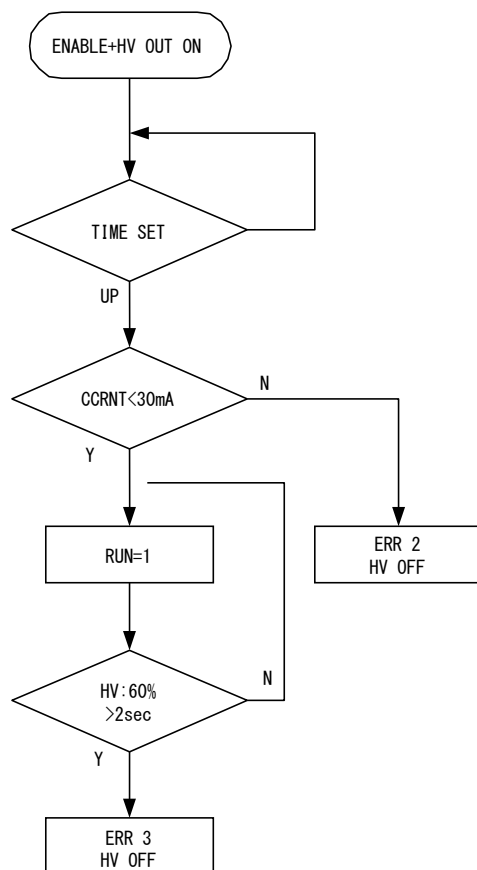 ENABLE+HV OUT ON
TIME SET
UP
CCRNT<30mA
N
Y
RUN=1
ERR 2
HV OFF
HV:60%
>2sec
N
Y
ERR 3
HV OFF